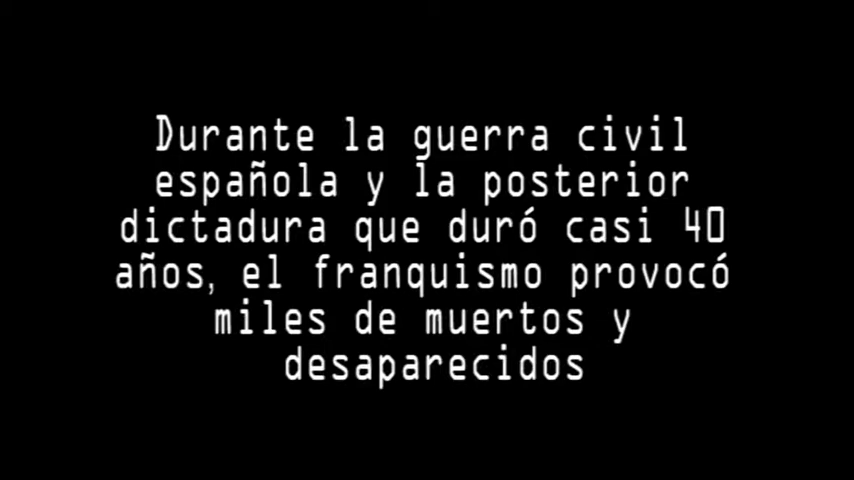 Durante la guerra civil
española y la posterior
dictadura que duró casi 40
años, el franquismo provocó
miles de muertos y
desaparecidos